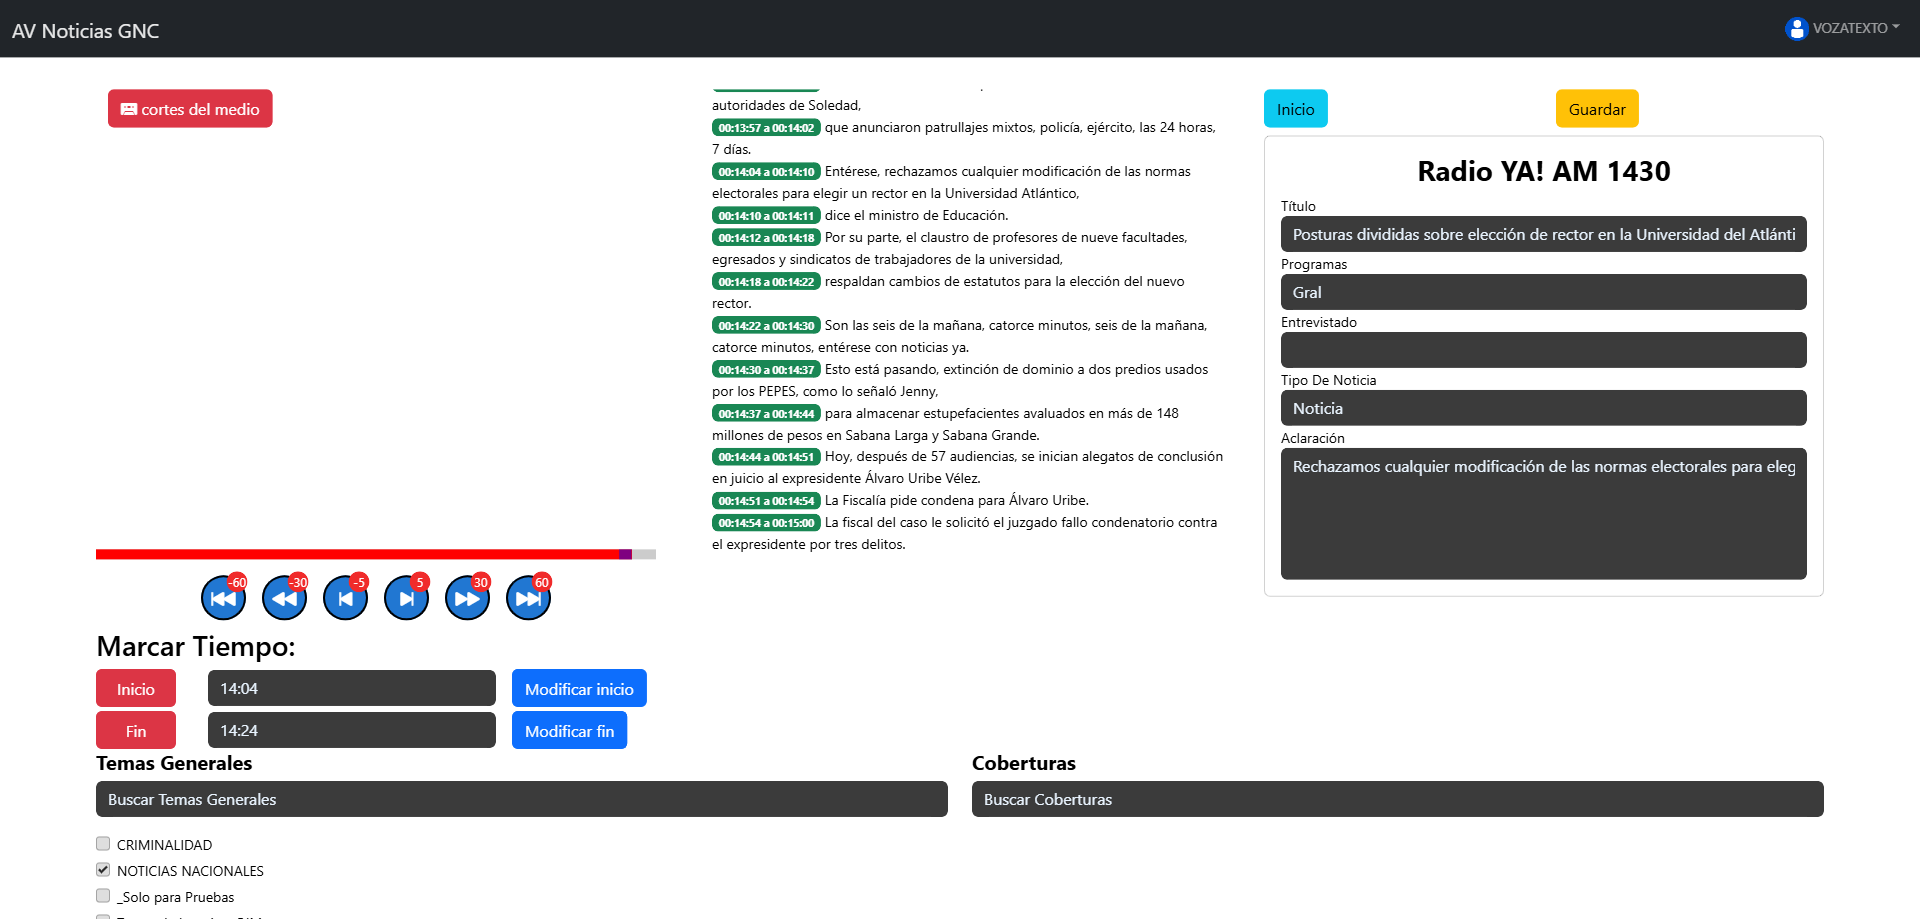 AV Noticias GNC
VOZATEXTO
cortes del medio
autoridades de Soledad,
00:13:57 a 00:14:02 que anunciaron patrullajes mixtos, policía, ejército, las 24 horas,
7 días.
00:14:04 a 00:14:10 Entérese, rechazamos cualquier modificación de las normas
electorales para elegir un rector en la Universidad Atlántico,
00:14:10 a 00:14:11 dice el ministro de Educación.
00:14:12 a 00:14:18 Por su parte, el claustro de profesores de nueve facultades,
egresados y sindicatos de trabajadores de la universidad,
00:14:18 a 00:14:22 respaldan cambios de estatutos para la elección del nuevo
rector.
00:14:22 a 00:14:30 Son las seis de la mañana, catorce minutos, seis de la mañana,
catorce minutos, entérese con noticias ya.
00:14:30 a 00:14:37 Esto está pasando, extinción de dominio a dos predios usados
por los PEPES, como lo señaló Jenny,
00:14:37 a 00:14:44 para almacenar estupefacientes avaluados en más de 148
millones de pesos en Sabana Larga y Sabana Grande.
00:14:44 a 00:14:51 Hoy, después de 57 audiencias, se inician alegatos de conclusión
en juicio al expresidente Álvaro Uribe Vélez.
00:14:51 a 00:14:54 La Fiscalía pide condena para Álvaro Uribe.
00:14:54 a 00:15:00 La fiscal del caso le solicitó el juzgado fallo condenatorio contra
el expresidente por tres delitos.
Inicio
Guardar
Radio YA! AM 1430
Título
Posturas divididas sobre elección de rector en la Universidad del Atlánti
Programas
Gral
Entrevistado
Tipo De Noticia
Noticia
Aclaración
Rechazamos cualquier modificación de las normas electorales para eleg
-60 -30 -5 5 30 60
Marcar Tiempo:
Inicio 14:04 Modificar inicio
Fin 14:24 Modificar fin
Temas Generales
Buscar Temas Generales
CRIMINALIDAD
NOTICIAS NACIONALES
_Solo para Pruebas
Coberturas
Buscar Coberturas